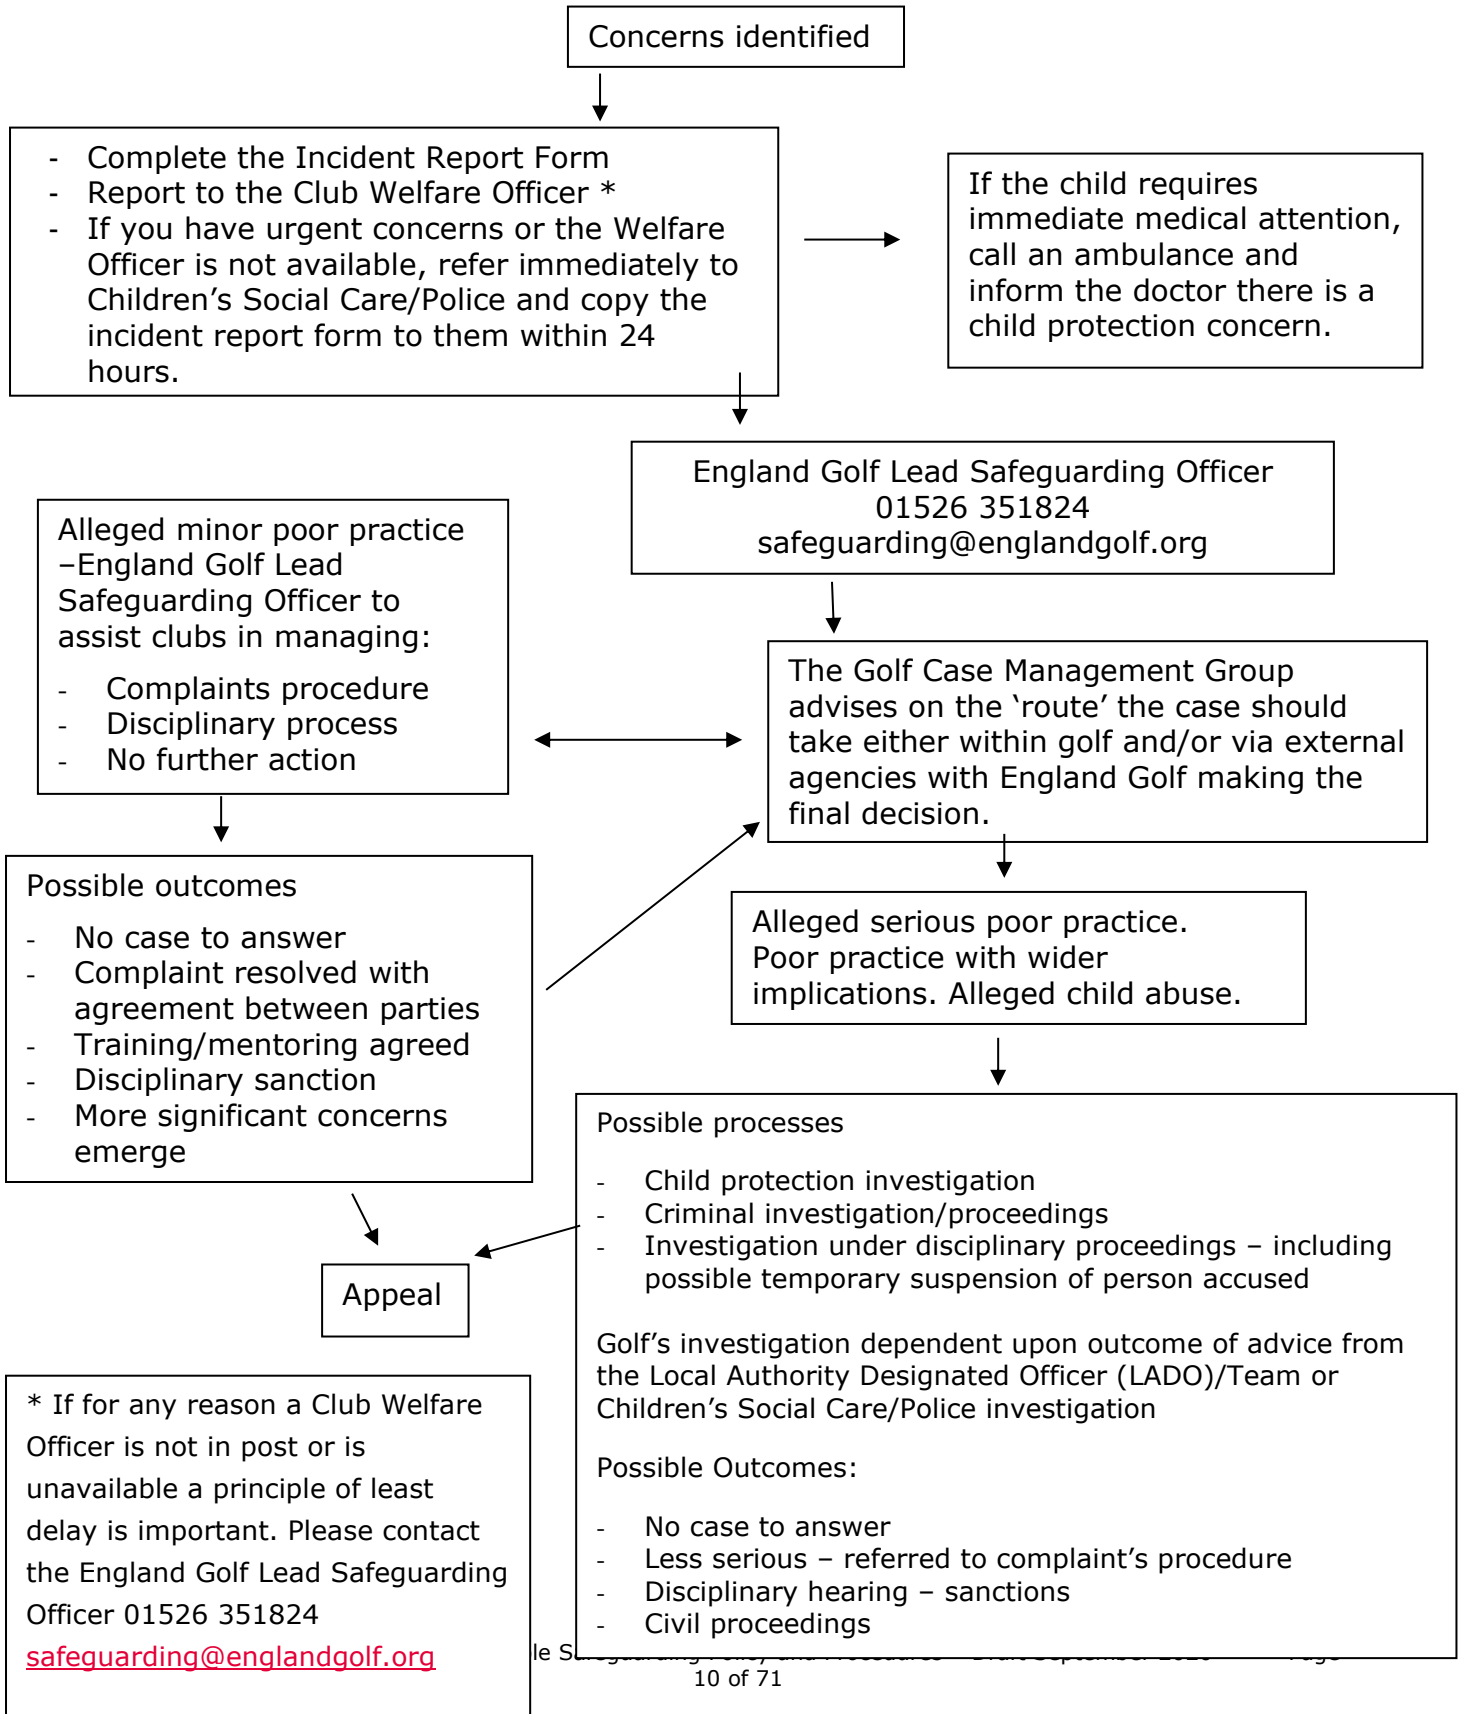 Concerns identified
- Complete the Incident Report Form
- Report to the Club Welfare Officer *
- If you have urgent concerns or the Welfare
Officer is not available, refer immediately to
Children’s Social Care/Police and copy the
incident report form to them within 24
hours.
If the child requires
immediate medical attention,
call an ambulance and
inform the doctor there is a
child protection concern.
England Golf Lead Safeguarding Officer
01526 351824
safeguarding@englandgolf.org
Alleged minor poor practice
–England Golf Lead
Safeguarding Officer to
assist clubs in managing:
- Complaints procedure
- Disciplinary process
- No further action
The Golf Case Management Group
advises on the ‘route’ the case should
take either within golf and/or via external
agencies with England Golf making the
final decision.
Possible outcomes
- No case to answer
- Complaint resolved with
agreement between parties
- Training/mentoring agreed
- Disciplinary sanction
- More significant concerns
emerge
Alleged serious poor practice.
Poor practice with wider
implications. Alleged child abuse.
Possible processes
- Child protection investigation
- Criminal investigation/proceedings
- Investigation under disciplinary proceedings – including
possible temporary suspension of person accused
Golf’s investigation dependent upon outcome of advice from
the Local Authority Designated Officer (LADO)/Team or
Children’s Social Care/Police investigation
Possible Outcomes:
- No case to answer
- Less serious – referred to complaint’s procedure
- Disciplinary hearing – sanctions
- Civil proceedings
Appeal
* If for any reason a Club Welfare
Officer is not in post or is
unavailable a principle of least
delay is important. Please contact
the England Golf Lead Safeguarding
Officer 01526 351824
safeguarding@englandgolf.org
10 of 71